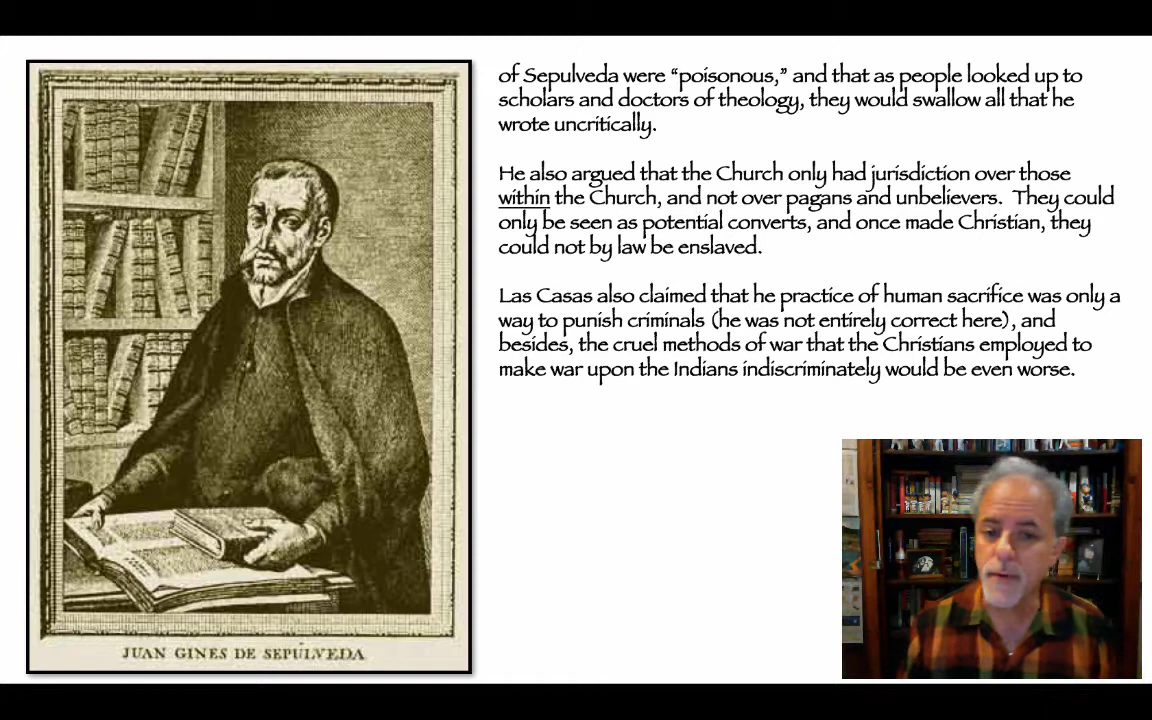 of Sepulveda were “poisonous,” and that as people looked up to
scholars and doctors of theology, they would swallow all that he
wrote uncritically.
He also argued that the Church only had jurisdiction over those
within the Church, and not over pagans and unbelievers. They could
only be seen as potential converts, and once made Christian, they
could not by law be enslaved.
Las Casas also claimed that he practice of human sacrifice was only a
way to punish criminals (he was not entirely correct here), and
besides, the cruel methods of war that the Christians employed to
make war upon the Indians indiscriminately would be even worse.
JUAN GINES DE SEPÚLVEDA